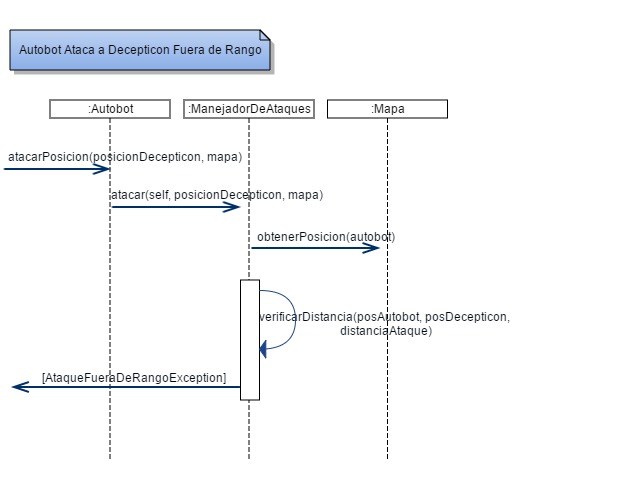 Autobot Ataca a Decepticon Fuera de Rango
:Autobot
:ManejadorDeAtaques
:Mapa
atacarPosicion(posicionDecepticon, mapa)
atacar(self, posicionDecepticon, mapa)
obtenerPosicion(autobot)
verificarDistancia(posAutobot, posDecepticon,
distanciaAtaque)
[AtaqueFueraDeRangoException]